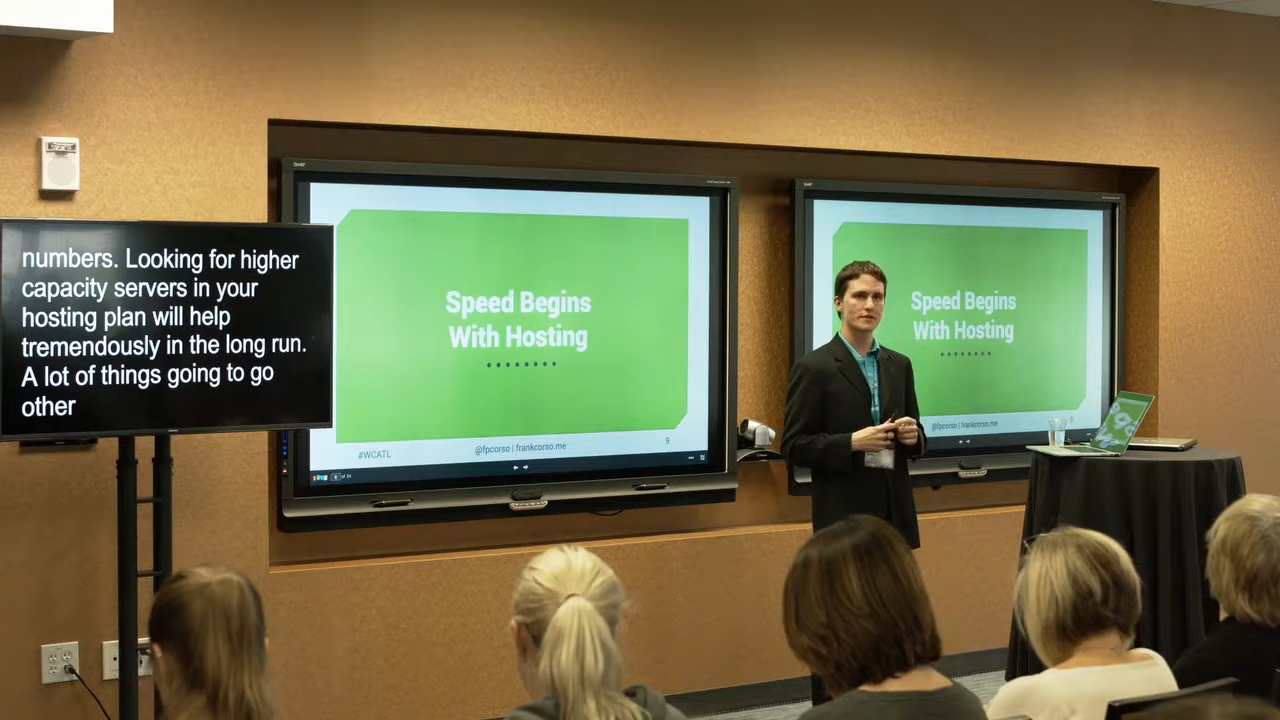 numbers. Looking for higher
capacity servers in your
hosting plan will help
tremendously in the long run.
A lot of things going to go
other
Speed Begins
With Hosting
#WCATL
@fpcorso | frankcorso.me
9
Speed Begins
With Hosting
@fpcorso | frankcorso.me
9